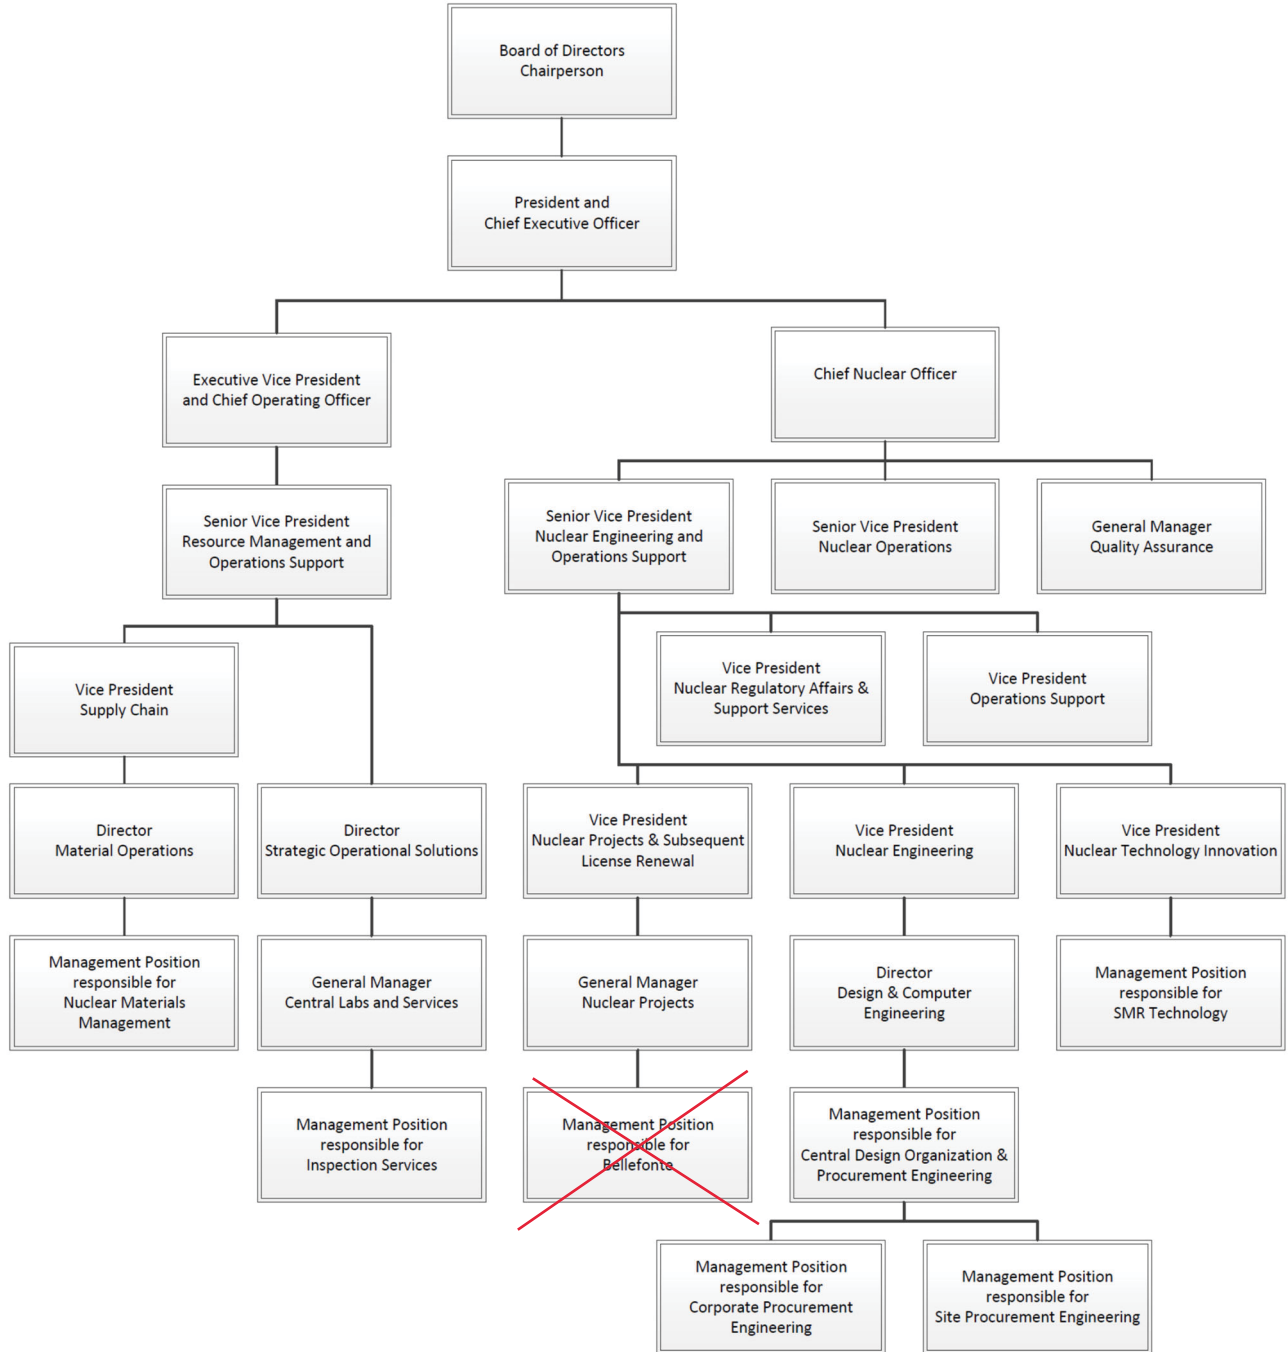 Board of Directors
Chairperson
President and
Chief Executive Officer
Executive Vice President
and Chief Operating Officer
Chief Nuclear Officer
Senior Vice President
Resource Management and
Operations Support
Senior Vice President
Nuclear Engineering and
Operations Support
Senior Vice President
Nuclear Operations
General Manager
Quality Assurance
Vice President
Supply Chain
Vice President
Nuclear Regulatory Affairs &
Support Services
Vice President
Operations Support
Director
Material Operations
Director
Strategic Operational Solutions
Vice President
Nuclear Projects & Subsequent
License Renewal
Vice President
Nuclear Engineering
Vice President
Nuclear Technology Innovation
Management Position
responsible for
Nuclear Materials
Management
General Manager
Central Labs and Services
General Manager
Nuclear Projects
Director
Design & Computer
Engineering
Management Position
responsible for
SMR Technology
Management Position
responsible for
Inspection Services
Management Position
responsible for
Bellefonte
Management Position
responsible for
Central Design Organization &
Procurement Engineering
Management Position
responsible for
Corporate Procurement
Engineering
Management Position
responsible for
Site Procurement Engineering